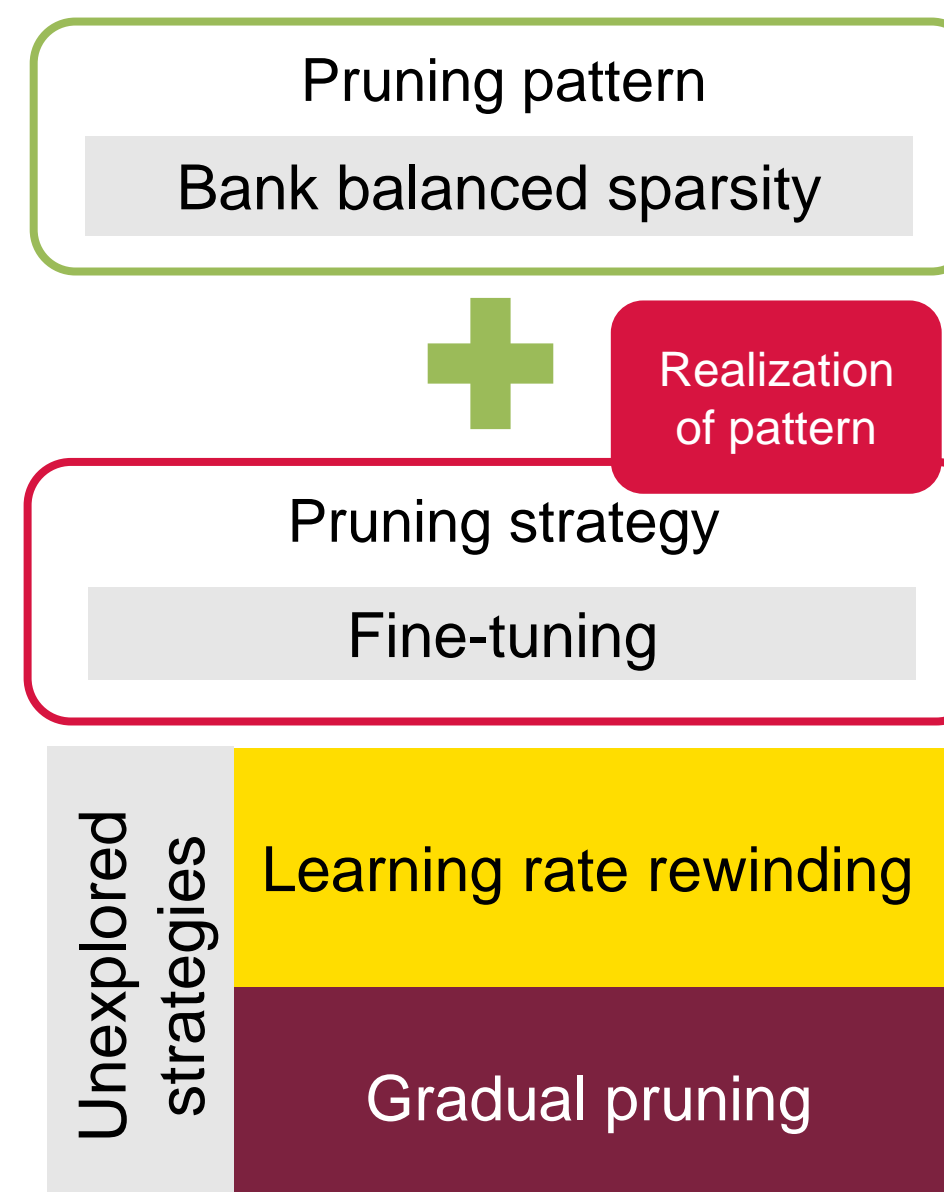 Pruning pattern
Bank balanced sparsity
Realization
of pattern
Pruning strategy
Fine-tuning
Unexplored
strategies
Learning rate rewinding
Gradual pruning